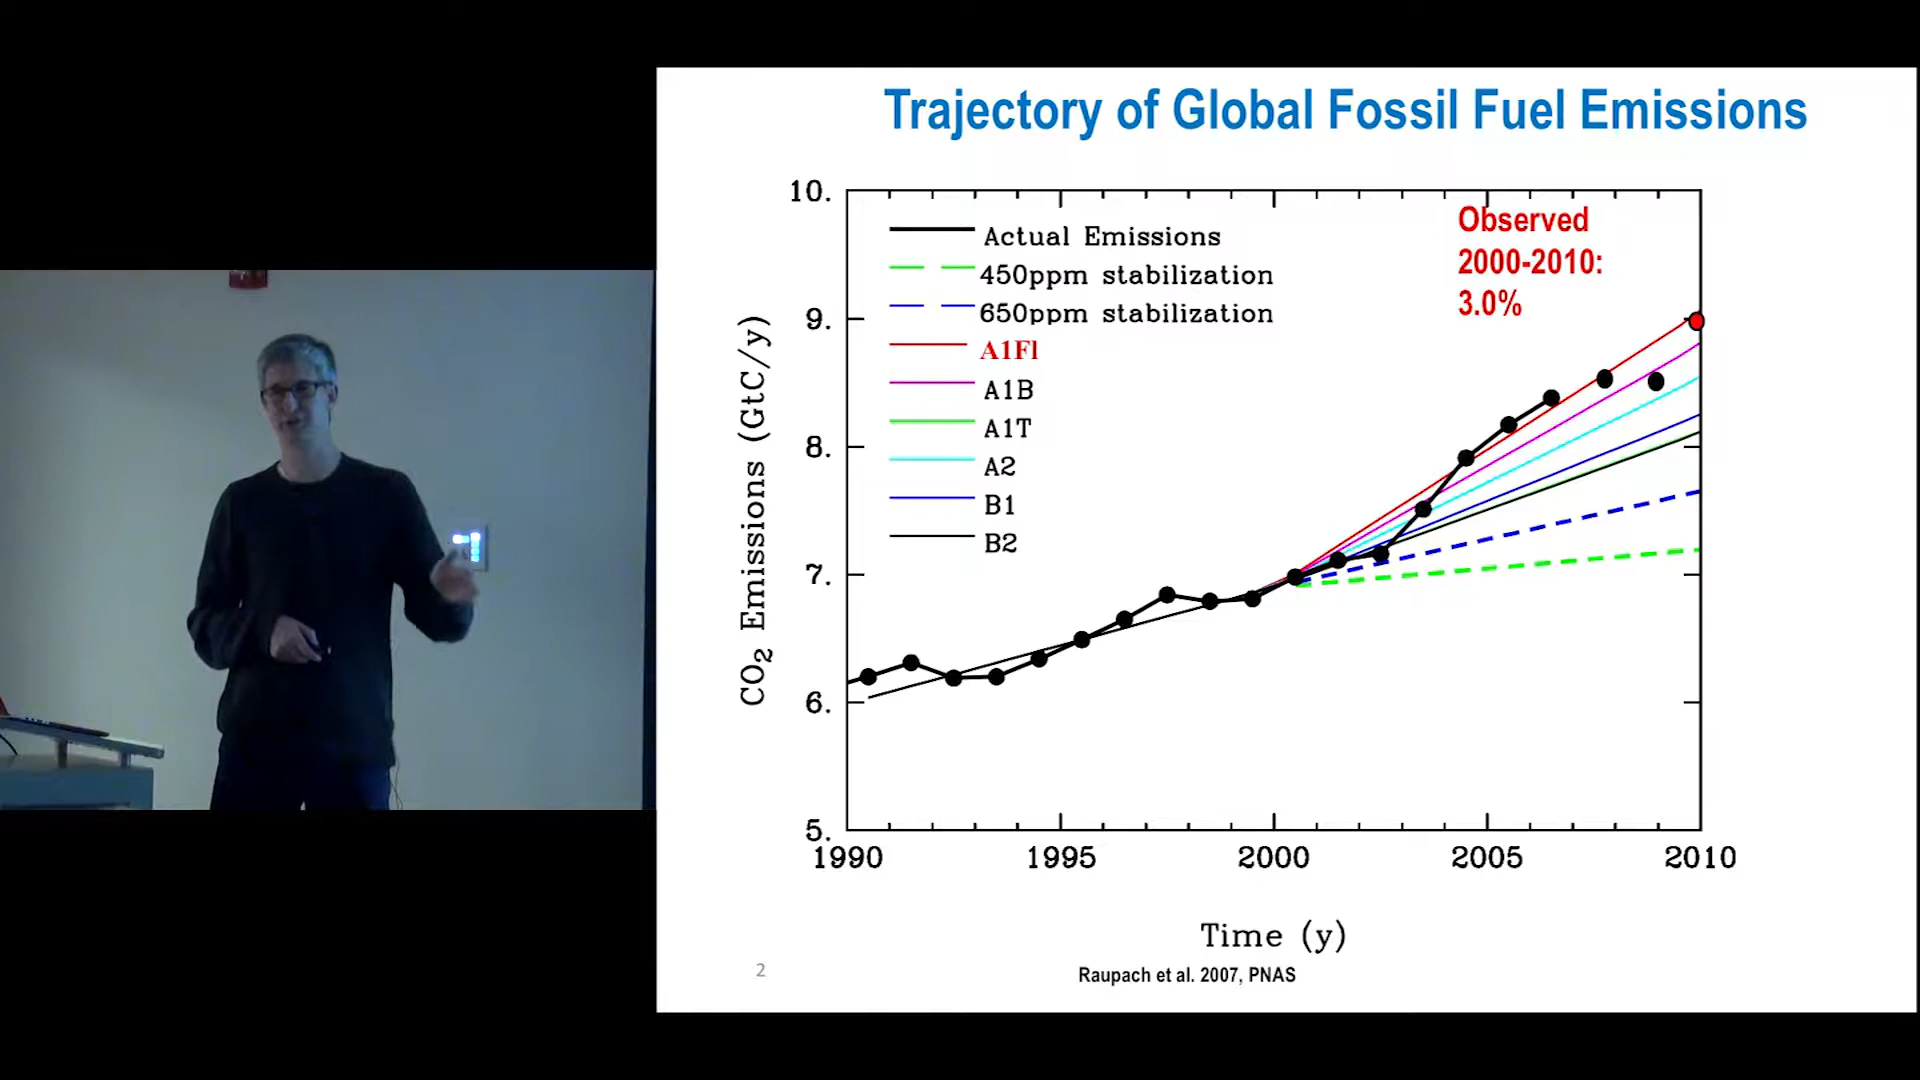 Trajectory of Global Fossil Fuel Emissions
10.
9.
8.
7.
6.
5.
CO2 Emissions (GtC/y)
Actual Emissions
450ppm stabilization
650ppm stabilization
A1Fl
A1B
A1T
A2
B1
B2
Observed
2000-2010:
3.0%
1990 1995 2000 2005 2010
Time (y)
2
Raupach et al. 2007, PNAS